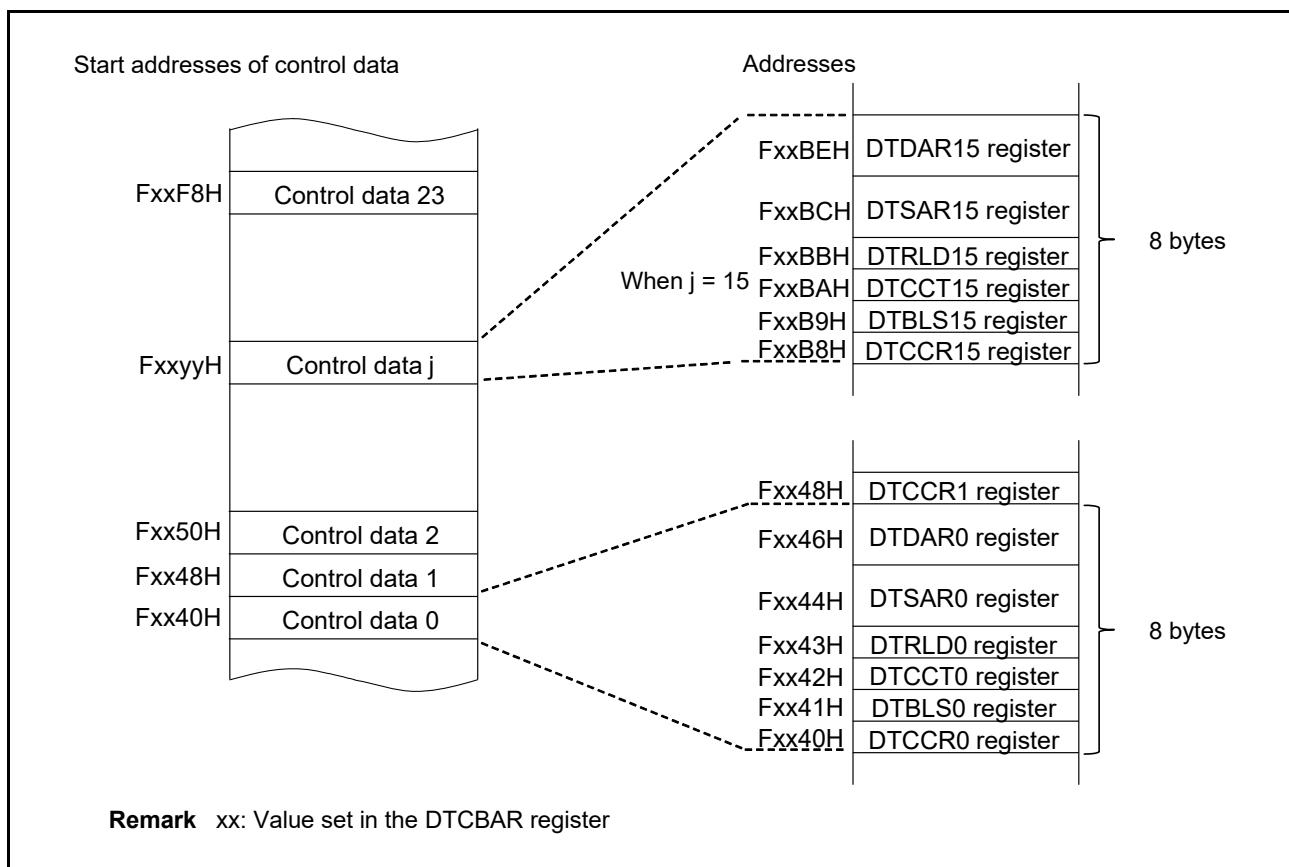 Start addresses of control data
Addresses
FxxF8H Control data 23
FxxyyH Control data j
Fxx50H Control data 2
Fxx48H Control data 1
Fxx40H Control data 0
When j = 15
FxxBEH DTDAR15 register
FxxBCH DTSAR15 register
FxxBBH DTRLD15 register
FxxBAH DTCCT15 register
FxxB9H DTBLS15 register
FxxB8H DTCCR15 register
8 bytes
Fxx48H DTCCR1 register
Fxx46H DTDAR0 register
Fxx44H DTSAR0 register
Fxx43H DTRLD0 register
Fxx42H DTCCT0 register
Fxx41H DTBLS0 register
Fxx40H DTCCR0 register
8 bytes
Remark xx: Value set in the DTCBAR register